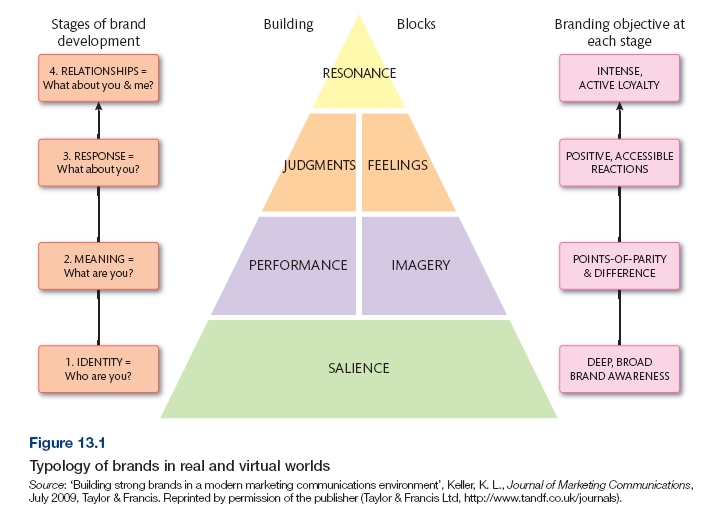 Stages of brand
development
Building Blocks
Branding objective at
each stage
4. RELATIONSHIPS =
What about you & me?
RESONANCE
INTENSE,
ACTIVE LOYALTY
3. RESPONSE =
What about you?
JUDGMENTS FEELINGS
POSITIVE, ACCESSIBLE
REACTIONS
2. MEANING =
What are you?
PERFORMANCE IMAGERY
POINTS-OF-PARITY
& DIFFERENCE
1. IDENTITY =
Who are you?
SALIENCE
DEEP, BROAD
BRAND AWARENESS
Figure 13.1
Typology of brands in real and virtual worlds
Source: ‘Building strong brands in a modern marketing communications environment’, Keller, K. L., Journal of Marketing Communications,
July 2009, Taylor & Francis. Reprinted by permission of the publisher (Taylor & Francis Ltd, http://www.tandf.co.uk/journals).